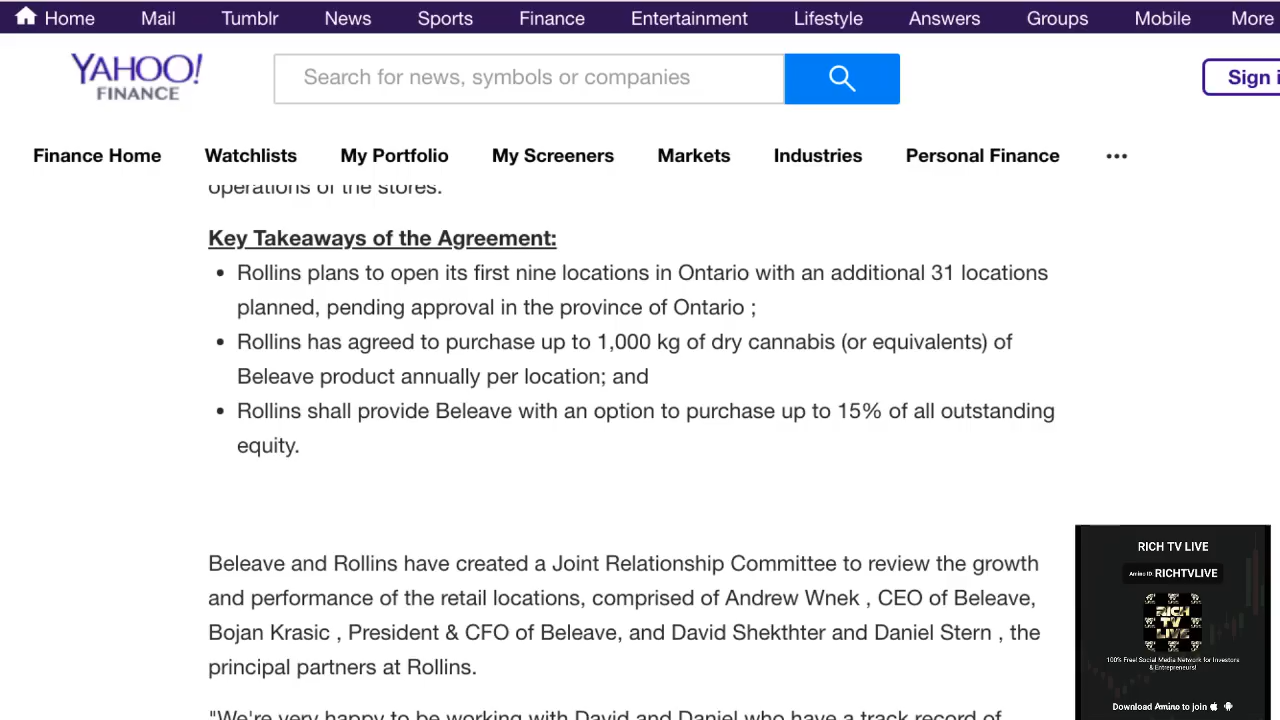 Home Mail Tumblr News Sports Finance Entertainment Lifestyle Answers Groups Mobile More
YAHOO!
FINANCE
Search for news, symbols or companies
Sign i
Finance Home Watchlists My Portfolio My Screeners Markets Industries Personal Finance •••
operations of the stores.
Key Takeaways of the Agreement:
• Rollins plans to open its first nine locations in Ontario with an additional 31 locations
planned, pending approval in the province of Ontario ;
• Rollins has agreed to purchase up to 1,000 kg of dry cannabis (or equivalents) of
Beleave product annually per location; and
• Rollins shall provide Beleave with an option to purchase up to 15% of all outstanding
equity.
Beleave and Rollins have created a Joint Relationship Committee to review the growth
and performance of the retail locations, comprised of Andrew Wnek , CEO of Beleave,
Bojan Krasic , President & CFO of Beleave, and David Shekthter and Daniel Stern , the
principal partners at Rollins.
"We're very happy to be working with David and Daniel who have a track record of
RICH TV LIVE
Amino ID: RICHTVLIVE
RICH
TV
LIVE
100% Free! Social Media Network for Investors
& Entrepreneurs!
Download Amino to join